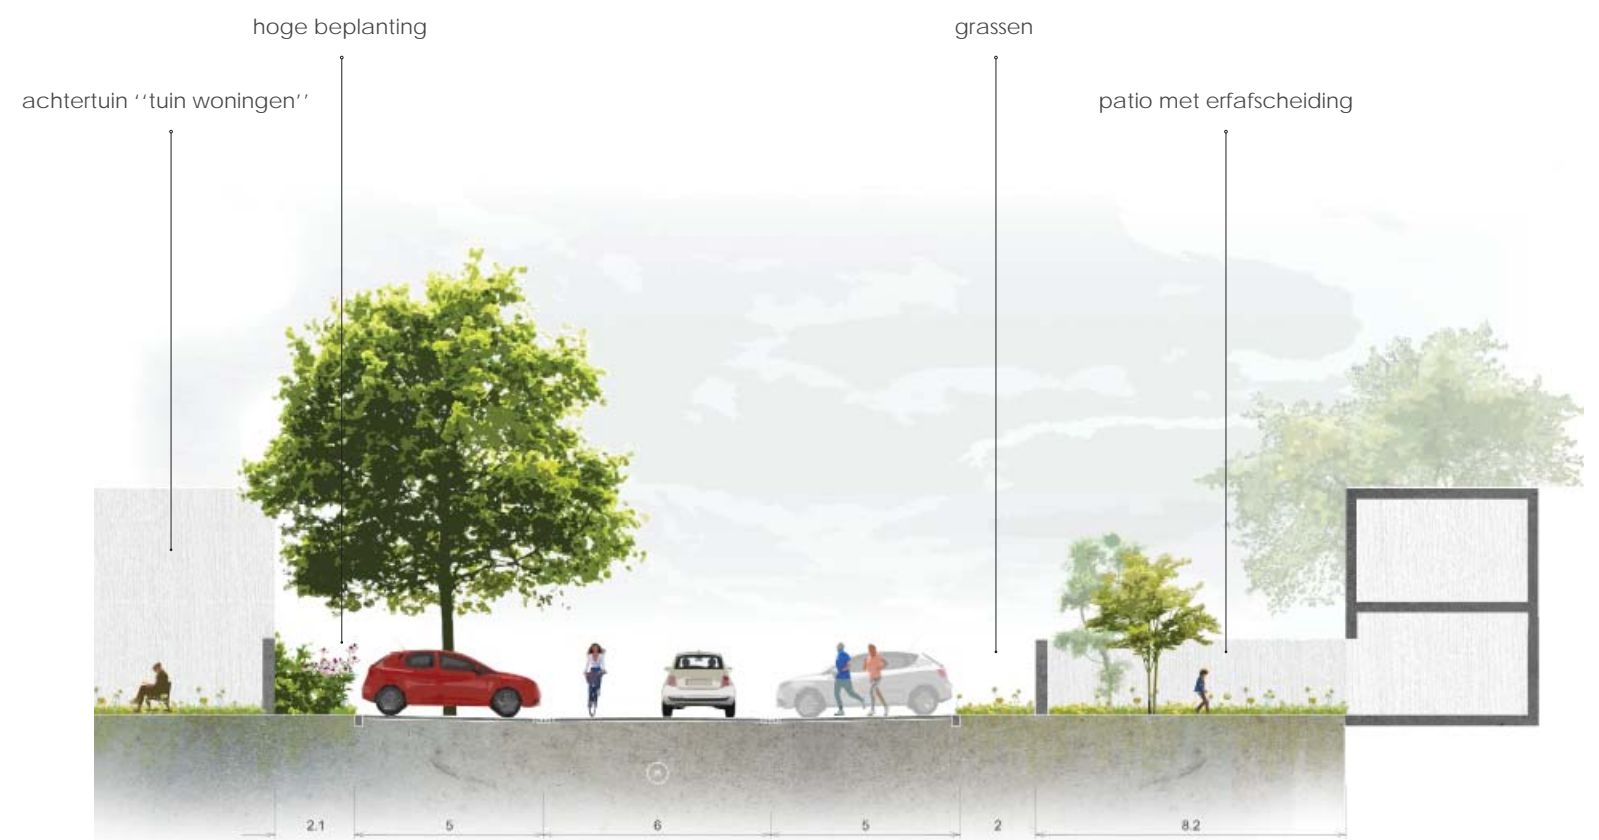 hoge beplanting
grassen
achtertuin ‘‘tuin woningen’’
patio met erfafscheiding
2.1
5
6
5
2
8.2